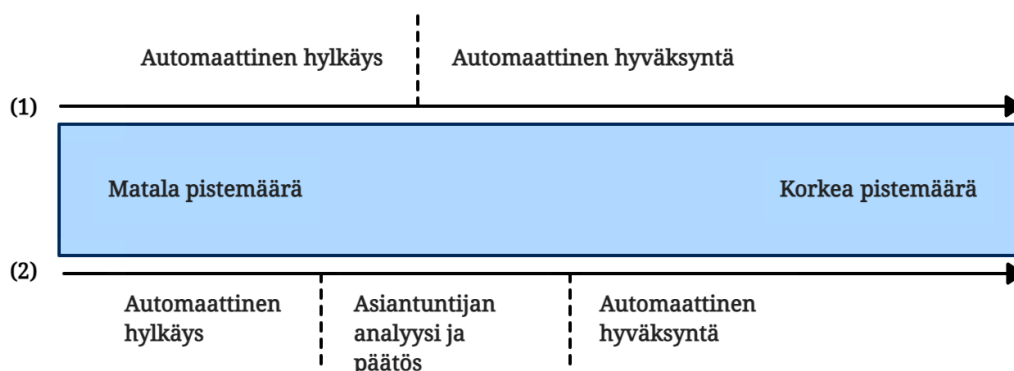 Automaattinen hylkäys
Automaattinen hyväksyntä
(1)
Matala pistemäärä
Korkea pistemäärä
(2)
Automaattinen
hylkäys
Asiantuntijan
analyysi ja
päätös
Automaattinen
hyväksyntä